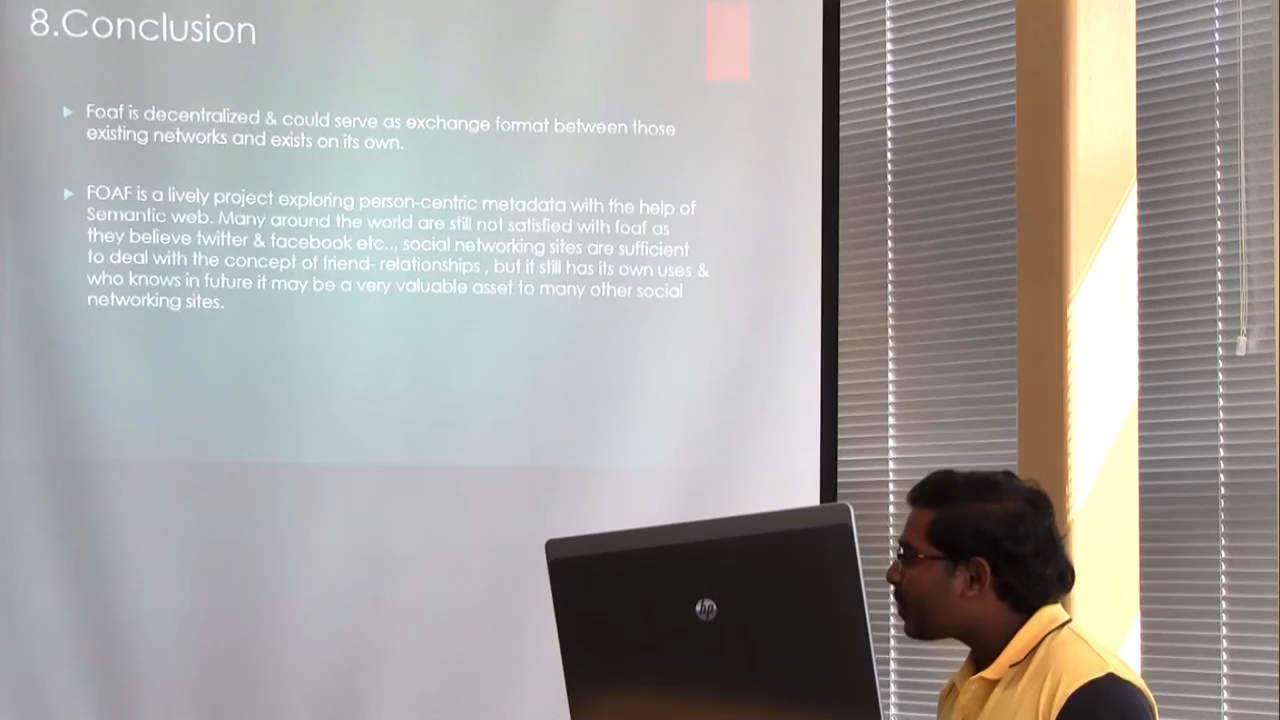 8.Conclusion
Foaf is decentralized & could serve as exchange format between those
existing networks and exists on its own.
FOAF is a lively project exploring person-centric metadata with the help of
Semantic web. Many around the world are still not satisfied with foaf as
they believe twitter & facebook etc.., social networking sites are sufficient
to deal with the concept of friend- relationships , but it still has its own uses &
who knows in future it may be a very valuable asset to many other social
networking sites.
hp